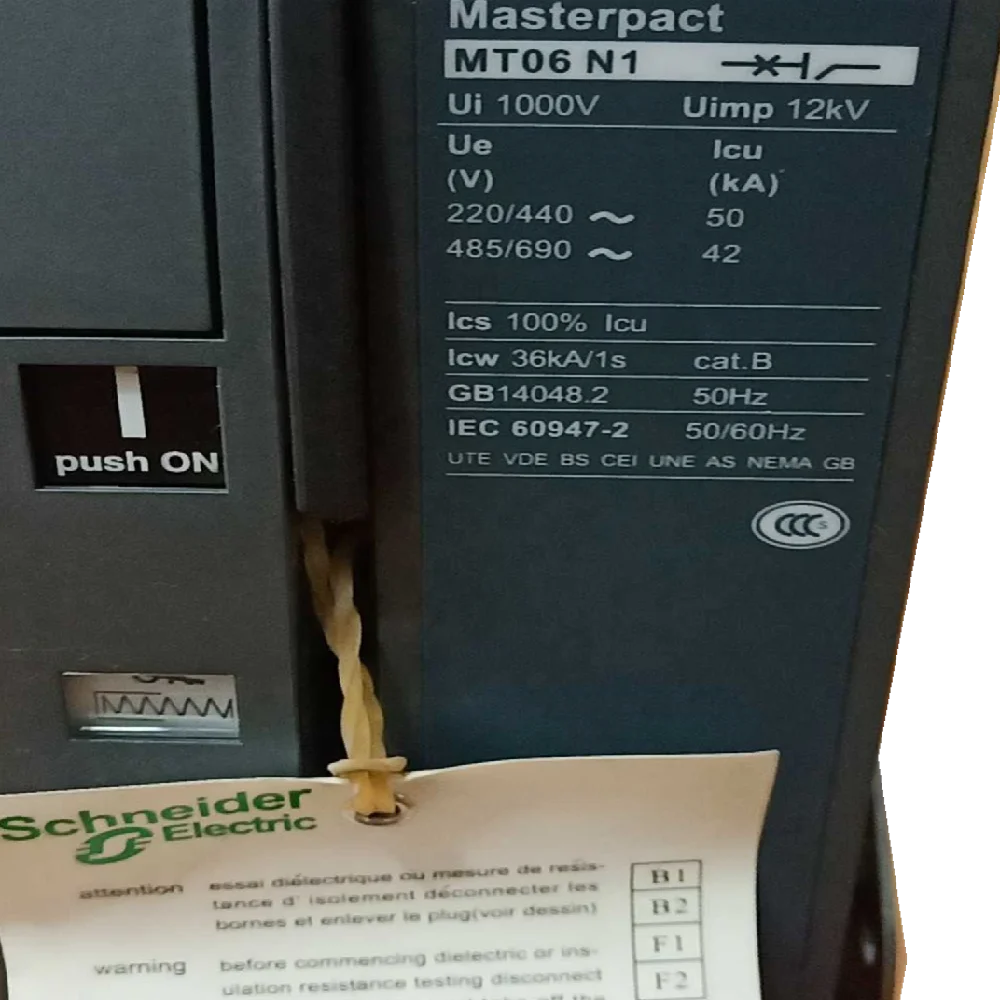 Masterpact
MT06 N1
Ui 1000V Uimp 12kV
Ue Icu
(V) (kA)
220/440 ~ 50
485/690 ~ 42
Ics 100% Icu
Icw 36kA/1s cat.B
GB14048.2 50Hz
IEC 60947-2 50/60Hz
UTE VDE BS CEI UNE AS NEMA GB
CCC S
push ON
Schneider
Electric
attention essai diélectrique ou mesure de resis-
tance d' isolement déconnecter les
bornes et enlever le plug(voir dessin)
warning before commencing dielectric or ins-
ulation resistance testing disconnect
the
B1
B2
F1
F2